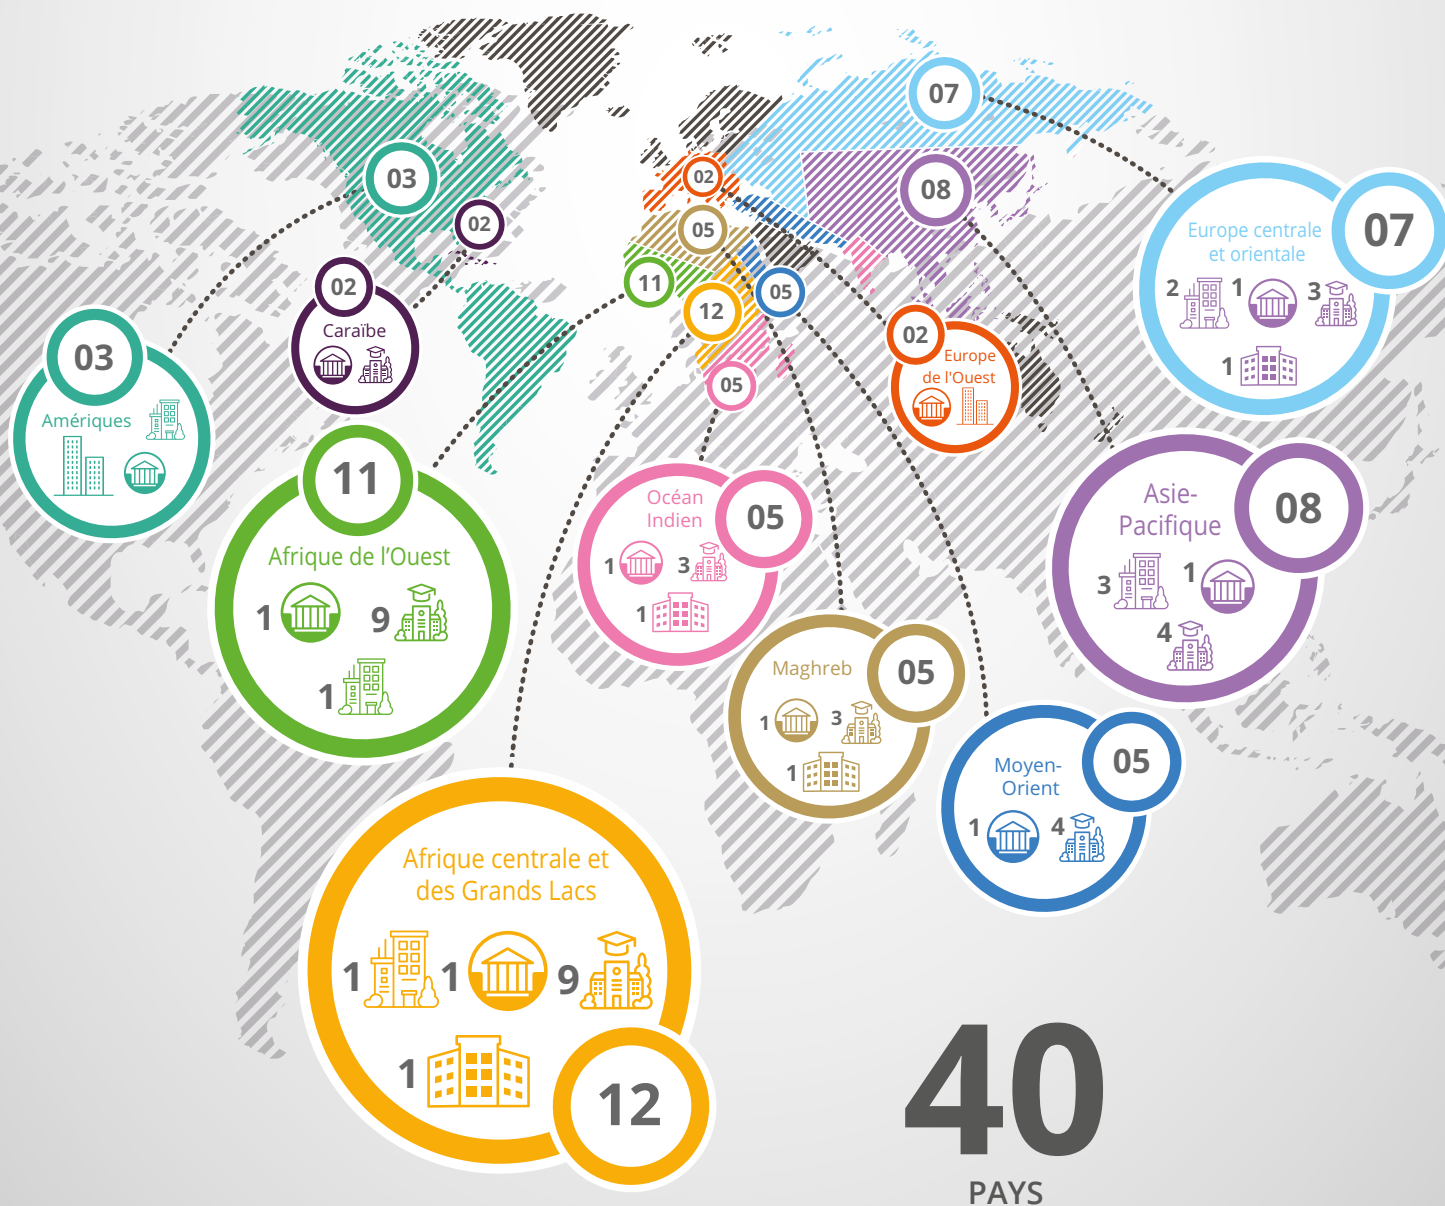 07
03
02
08
02
05
11
12
05
05
07
Europe centrale
et orientale
2
1
3
1
02
Caraïbe
03
Amériques
02
Europe
de l'Ouest
11
Afrique de l’Ouest
1
9
1
05
Océan
Indien
1
3
1
08
Asie-
Pacifique
3
1
4
05
Maghreb
1
3
1
05
Moyen-
Orient
1
4
Afrique centrale et
des Grands Lacs
1
1
9
1
12
40
PAYS